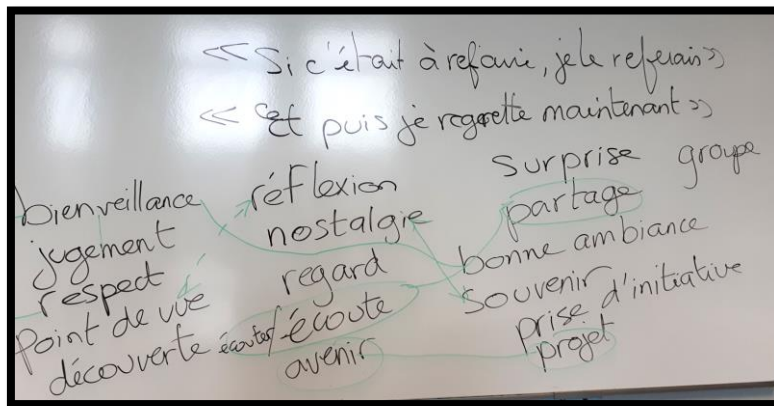 << Si c'était à refaire, je le referais >>
<< Et puis je regrette maintenant >>
bienveillance
jugement
respect
point de vue
découverte
réflexion
nostalgie
regard
écouter/écoute
avenir
surprise groupe
partage
bonne ambiance
souvenir
prise d'initiative
projet